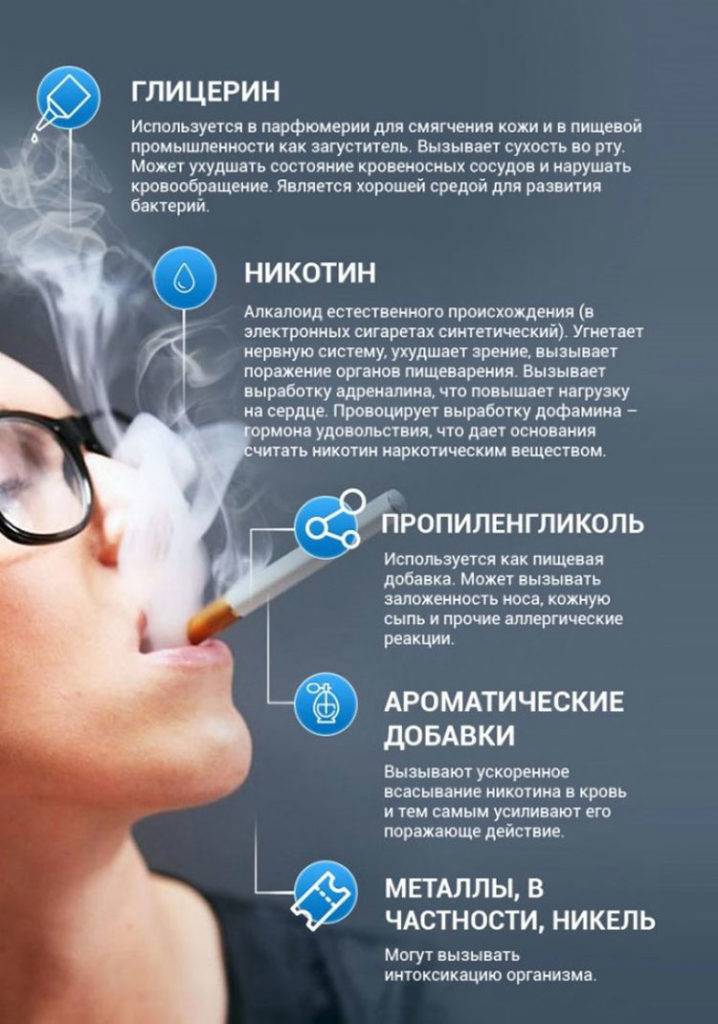 ГЛИЦЕРИН
Используется в парфюмерии для смягчения кожи и в пищевой
промышленности как загуститель. Вызывает сухость во рту.
Может ухудшать состояние кровеносных сосудов и нарушать
кровообращение. Является хорошей средой для развития
бактерий.
НИКОТИН
Алкалоид естественного происхождения (в
электронных сигаретах синтетический). Угнетает
нервную систему, ухудшает зрение, вызывает
поражение органов пищеварения. Вызывает
выработку адреналина, что повышает нагрузку
на сердце. Провоцирует выработку дофамина –
гормона удовольствия, что дает основания
считать никотин наркотическим веществом.
ПРОПИЛЕНГЛИКОЛЬ
Используется как пищевая
добавка. Может вызывать
заложенность носа, кожную
сыпь и прочие аллергические
реакции.
АРОМАТИЧЕСКИЕ
ДОБАВКИ
Вызывают ускоренное
всасывание никотина в кровь
и тем самым усиливают его
поражающе действие.
МЕТАЛЛЫ, В
ЧАСТНОСТИ, НИКЕЛЬ
Могут вызывать
интоксикацию организма.